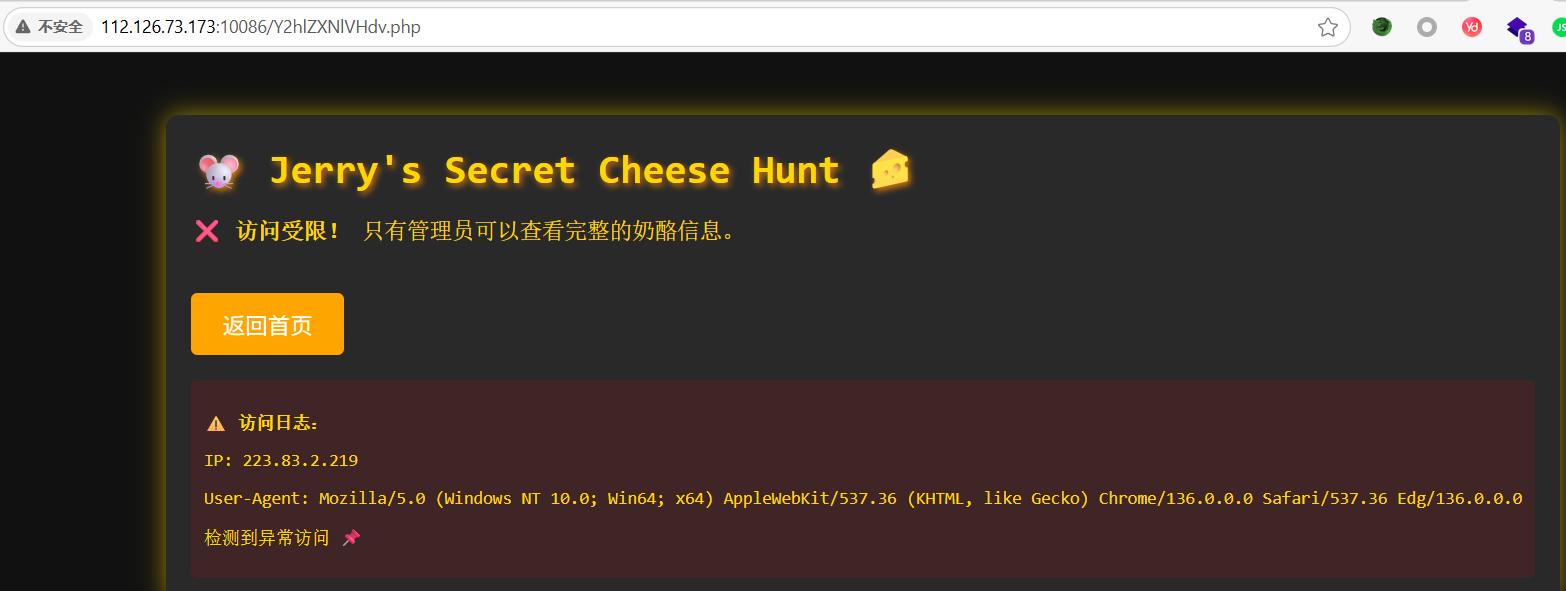 不安全 112.126.73.173:10086/Y2hlZXNlVHdv.php
Yd
8
JS
🐭 Jerry's Secret Cheese Hunt 🧀
❌ 访问受限！ 只有管理员可以查看完整的奶酪信息。
返回首页
⚠️ 访问日志:
IP: 223.83.2.219
User-Agent: Mozilla/5.0 (Windows NT 10.0; Win64; x64) AppleWebKit/537.36 (KHTML, like Gecko) Chrome/136.0.0.0 Safari/537.36 Edg/136.0.0.0
检测到异常访问 📌